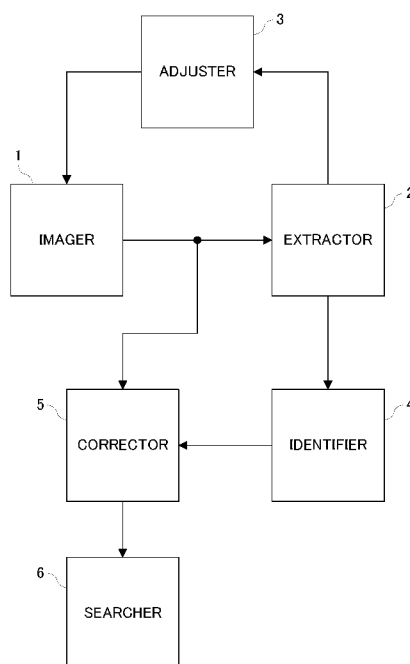 3
ADJUSTER
1
2
IMAGER
EXTRACTOR
5
4
CORRECTOR
IDENTIFIER
6
SEARCHER